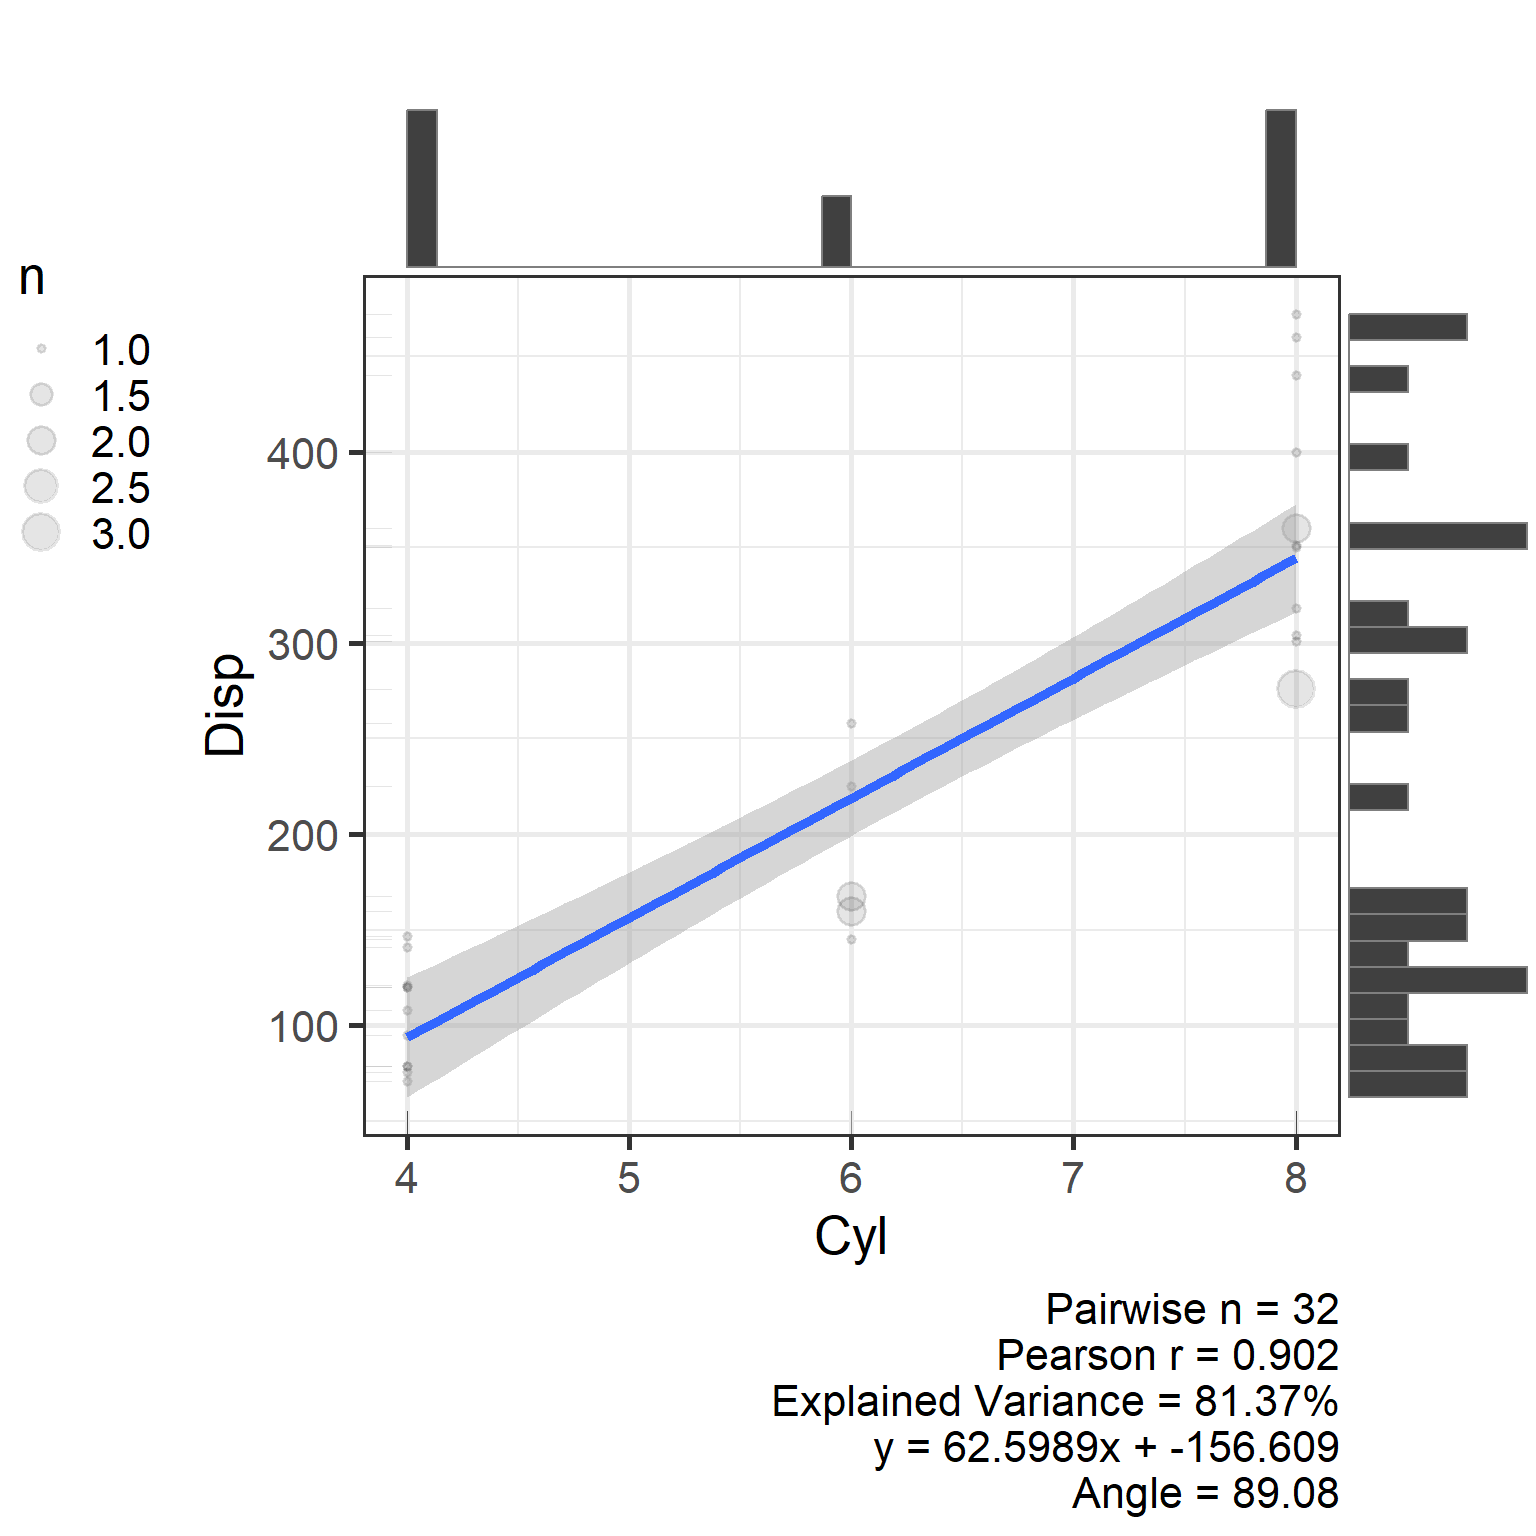 n
1.0
1.5
2.0
2.5
3.0
Disp
400
300
200
100
4 5 6 7 8
Cyl
Pairwise n = 32
Pearson r = 0.902
Explained Variance = 81.37%
y = 62.5989x + -156.609
Angle = 89.08